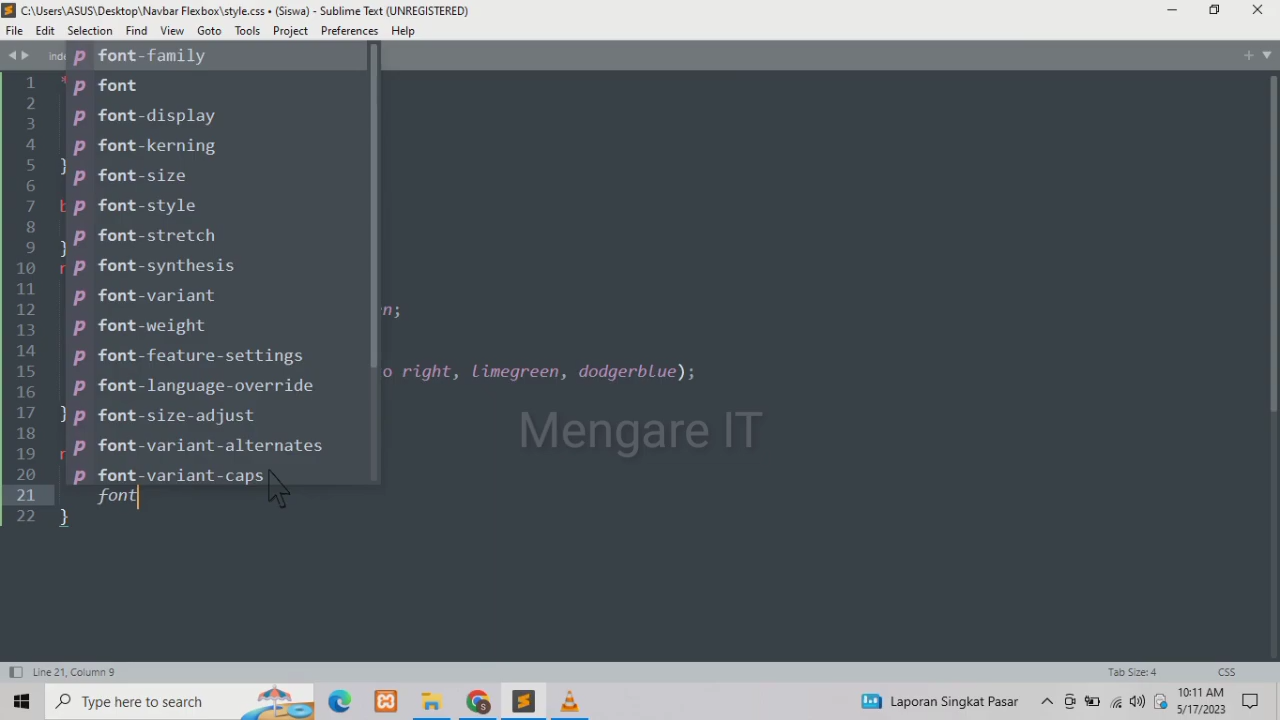 C:\Users\ASUS\Desktop\Navbar Flexbox\style.css • (Siswa) - Sublime Text (UNREGISTERED)
File Edit Selection Find View Goto Tools Project Preferences Help
inde
p font-family
p font
p font-display
p font-kerning
p font-size
p font-style
p font-stretch
p font-synthesis
p font-variant
p font-weight
p font-feature-settings
p font-language-override
p font-size-adjust
p font-variant-alternates
p font-variant-caps
1 *
2
3
4
5 }
6
7 b
8
9 }
10 n
11
12 en;
13
14
15 o right, limegreen, dodgerblue);
16
17 }
18
19 n
20
21 font
22 }
Mengare IT
Line 21, Column 9
Tab Size: 4 CSS
Type here to search
Laporan Singkat Pasar
10:11 AM
5/17/2023